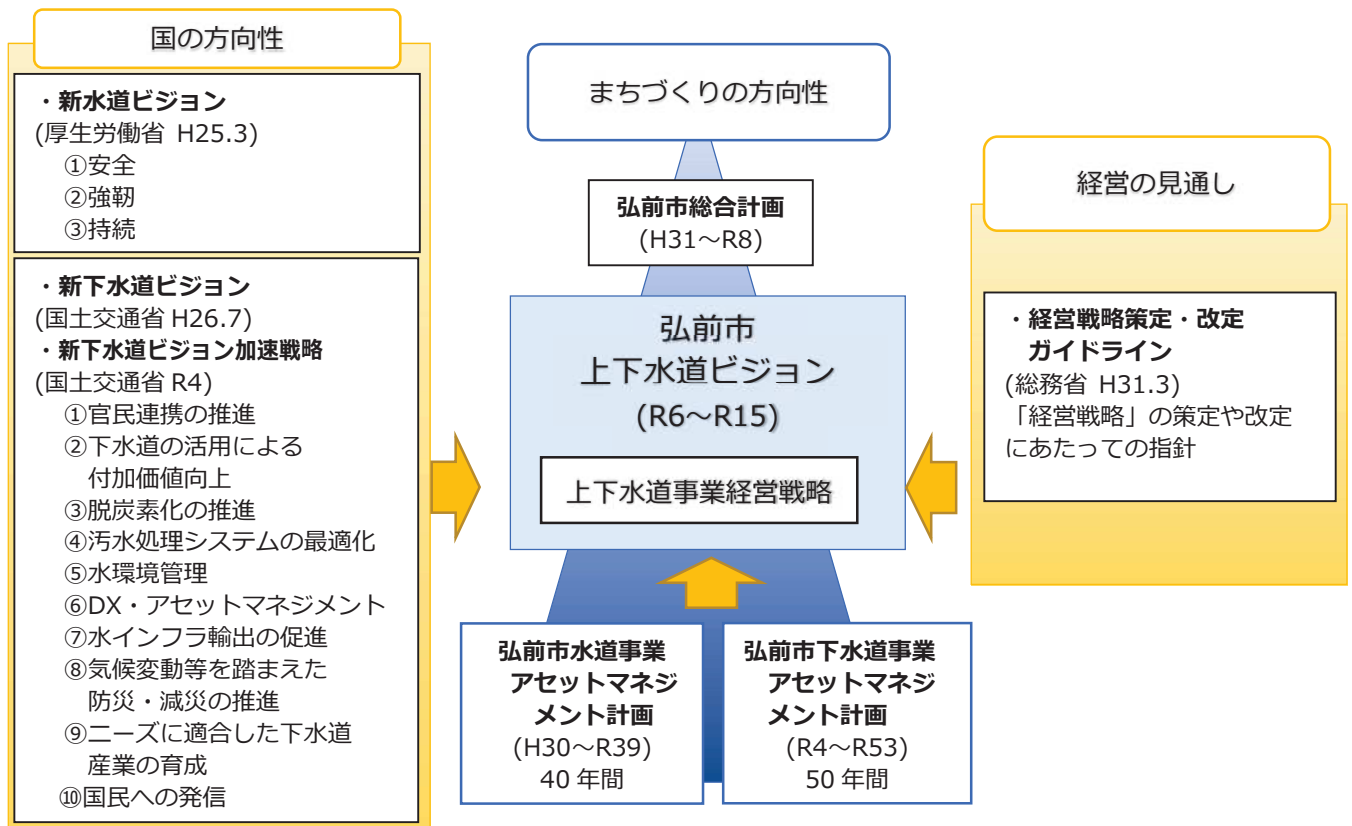 国の方向性
・新水道ビジョン
(厚生労働省 H25.3)
①安全
②強靭
③持続
・新下水道ビジョン
(国土交通省 H26.7)
・新下水道ビジョン加速戦略
(国土交通省 R4)
①官民連携の推進
②下水道の活用による
付加価値向上
③脱炭素化の推進
④汚水処理システムの最適化
⑤水環境管理
⑥DX・アセットマネジメント
⑦水インフラ輸出の促進
⑧気候変動等を踏まえた
防災・減災の推進
⑨ニーズに適合した下水道
産業の育成
⑩国民への発信
まちづくりの方向性
弘前市総合計画
(H31～R8)
弘前市
上下水道ビジョン
(R6～R15)
上下水道事業経営戦略
弘前市水道事業
アセットマネジ
メント計画
(H30～R39)
40 年間
弘前市下水道事業
アセットマネジ
メント計画
(R4～R53)
50 年間
経営の見通し
・経営戦略策定・改定
ガイドライン
(総務省 H31.3)
「経営戦略」の策定や改定
にあたっての指針